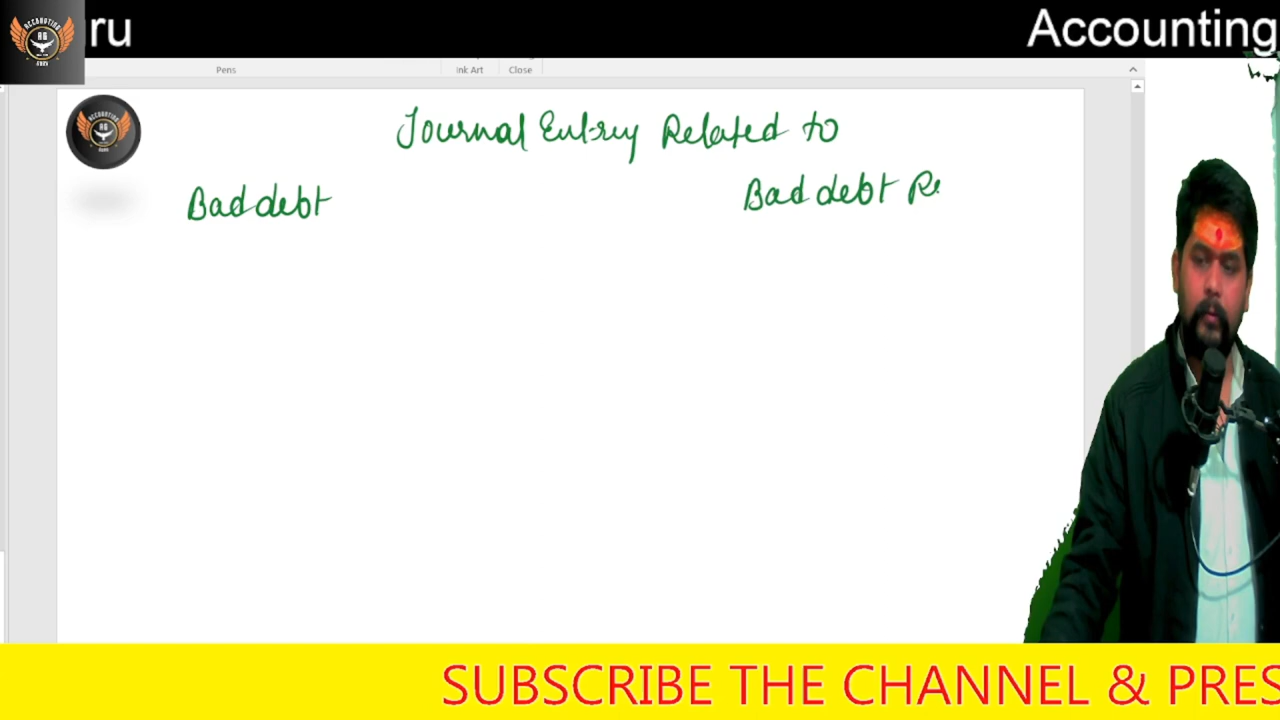 ru
Accounting
Pens
Ink Art
Close
Journal Entry Related to
Bad debt
Bad debt Re
SUBSCRIBE THE CHANNEL & PRES